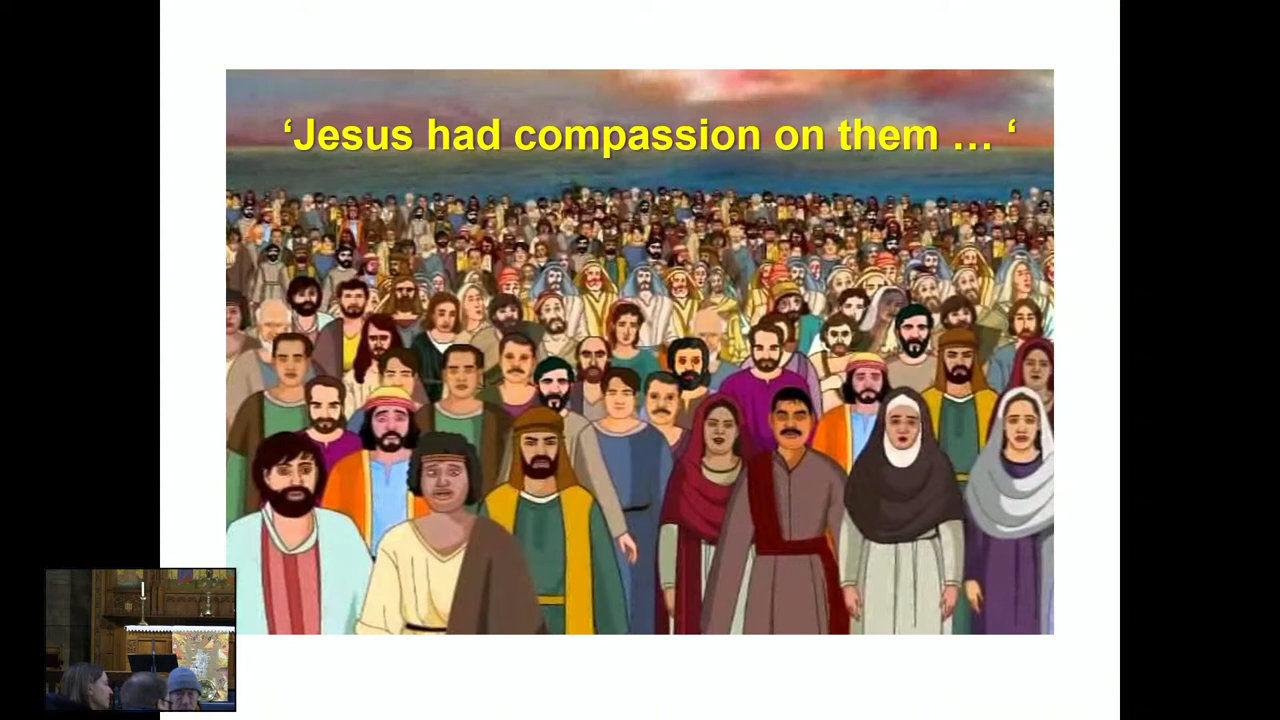 ‘Jesus had compassion on them … ‘